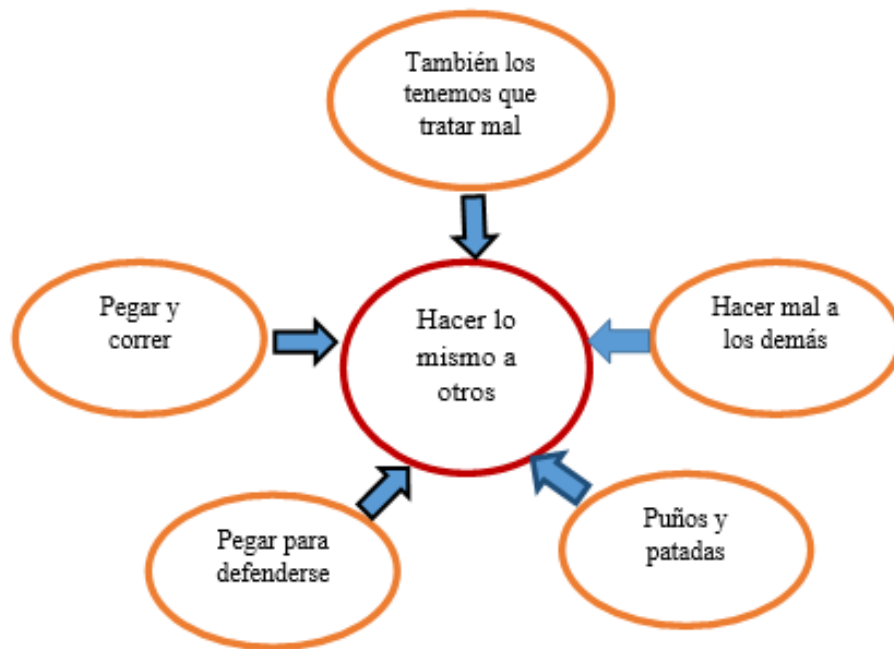 También los
tenemos que
tratar mal
Pegar y
correr
Hacer lo
mismo a
otros
Hacer mal a
los demás
Pegar para
defenderse
Puños y
patadas